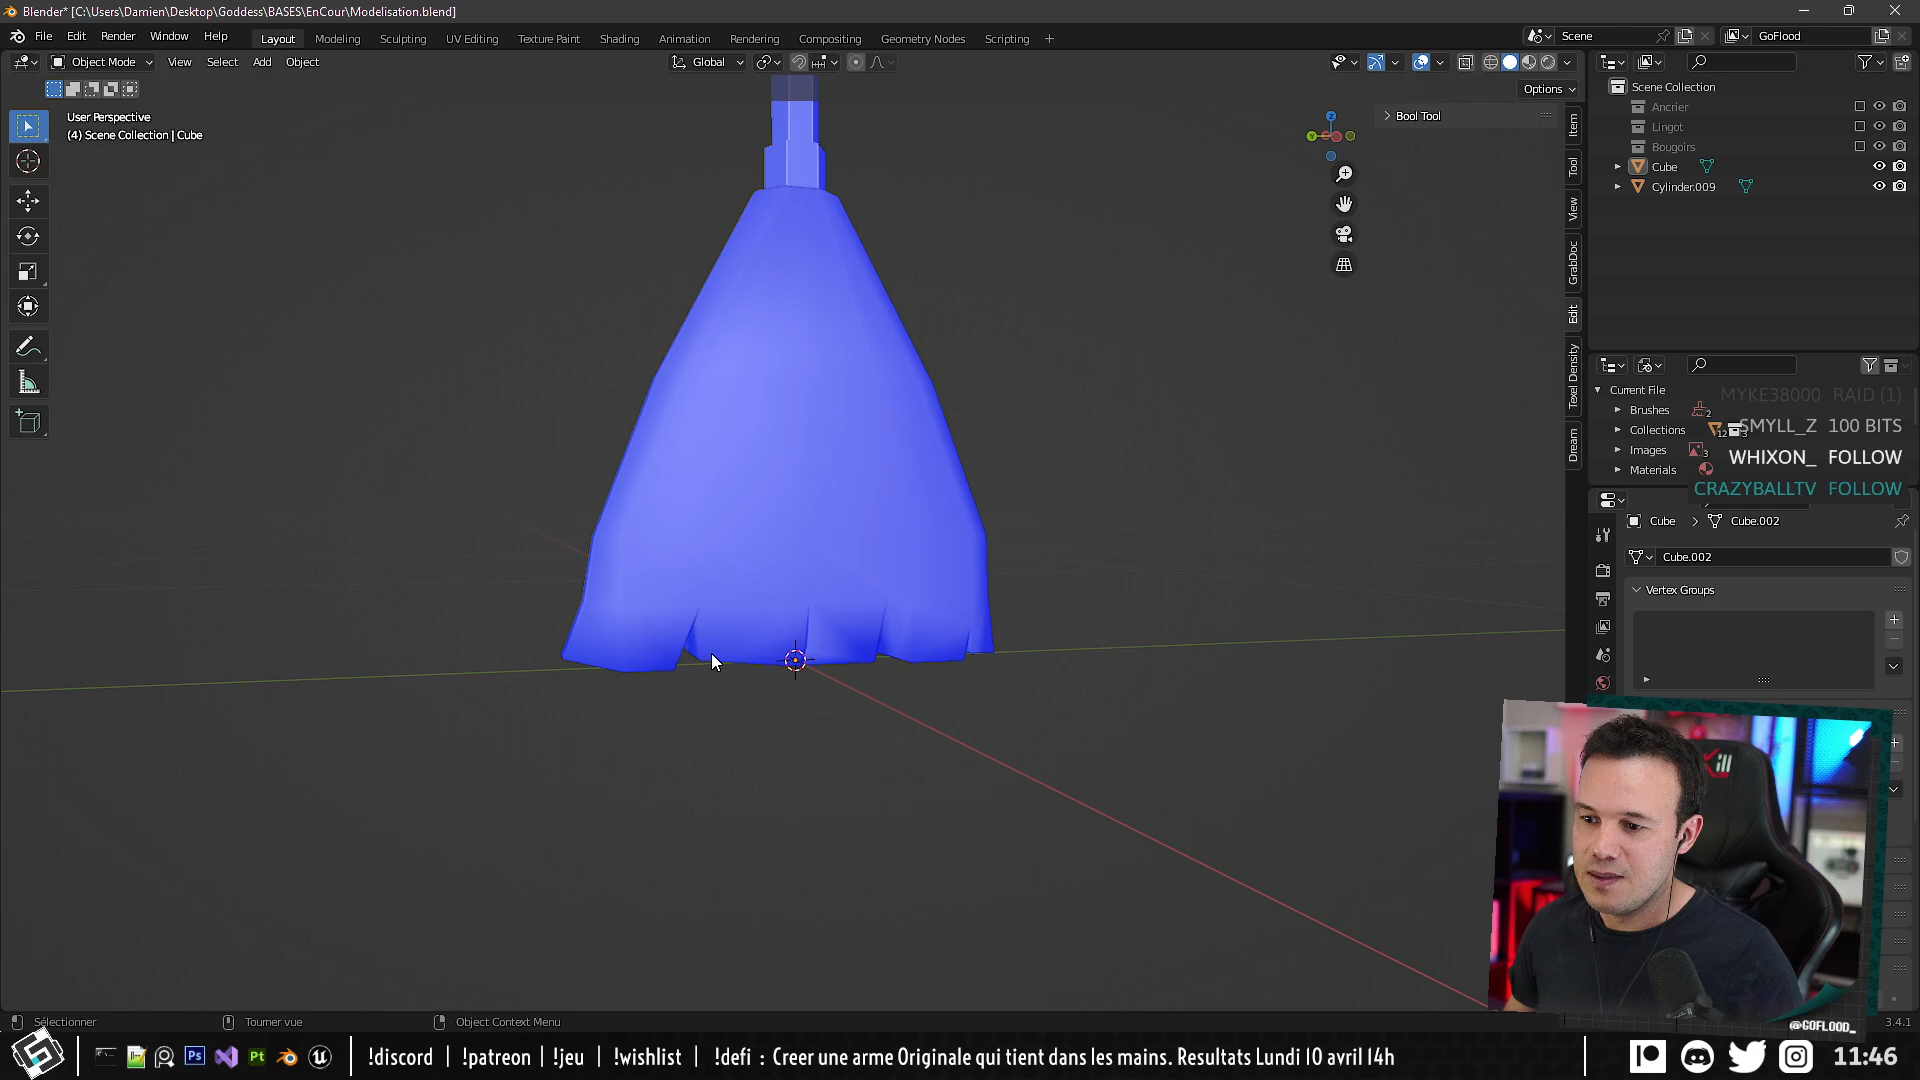 Blender* [C:\Users\Damien\Desktop\Goddess\BASES\EnCour\Modelisation.blend]
File Edit Render Window Help
Layout Modeling Sculpting UV Editing Texture Paint Shading Animation Rendering Compositing Geometry Nodes Scripting +
Scene
GoFlood
Object Mode View Select Add Object
Global
Options
User Perspective
(4) Scene Collection | Cube
Bool Tool
Item
Tool
View
GrabDoc
Edit
Texel Density
Dream
Scene Collection
Ancrier
Lingot
Bougoirs
Cube
Cylinder.009
Current File
Brushes
Collections
Images
Materials
MYKE38000 RAID (1)
SMYLL_Z 100 BITS
WHIXON_ FOLLOW
CRAZYBALLTV FOLLOW
Cube > Cube.002
Cube.002
Vertex Groups
@GOFLOOD_
Sélectionner
Tourner vue
Object Context Menu
3.4.1
Ps Pt
!discord | !patreon | !jeu | !wishlist | !defi : Creer une arme Originale qui tient dans les mains. Resultats Lundi 10 avril 14h
11:46